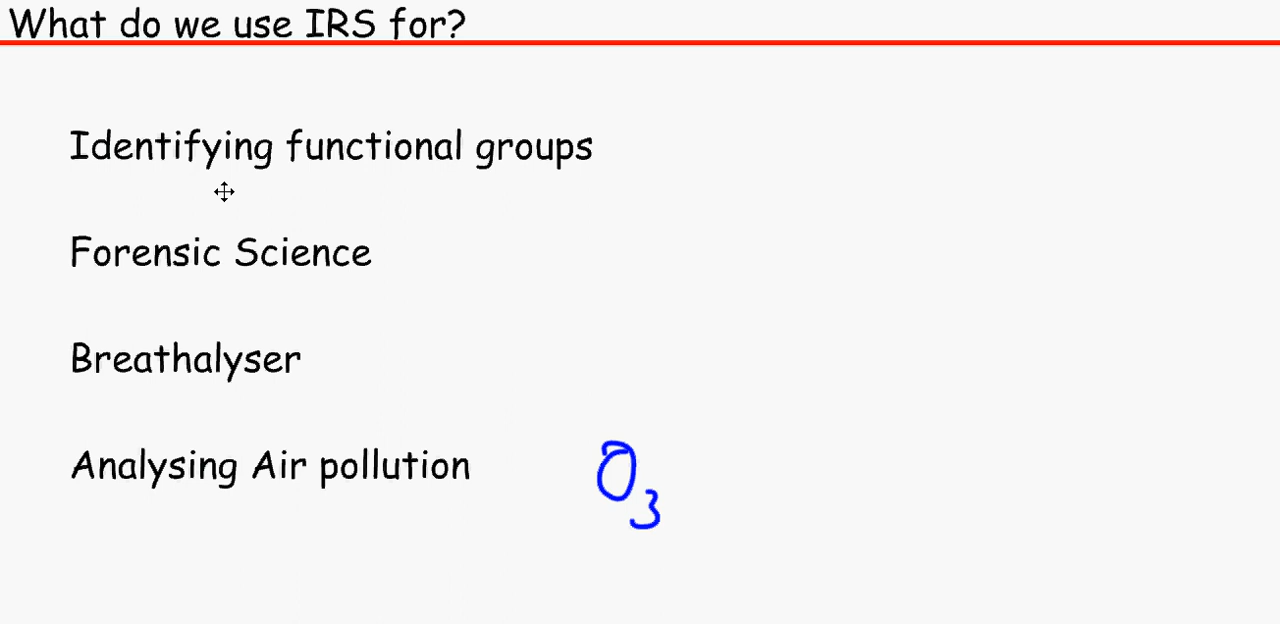 What do we use IRS for?
Identifying functional groups
Forensic Science
Breathalyser
Analysing Air pollution O₃